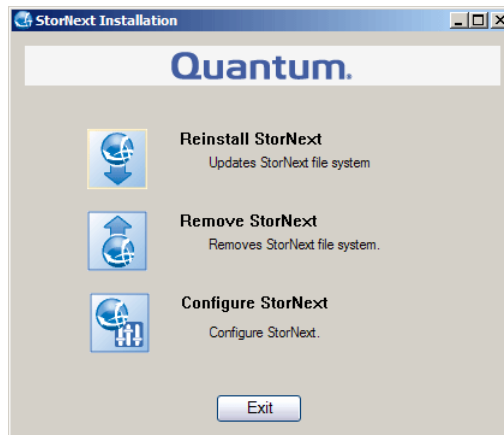 StorNext Installation
Quantum.
Reinstall StorNext
Updates StorNext file system
Remove StorNext
Removes StorNext file system.
Configure StorNext
Configure StorNext.
Exit